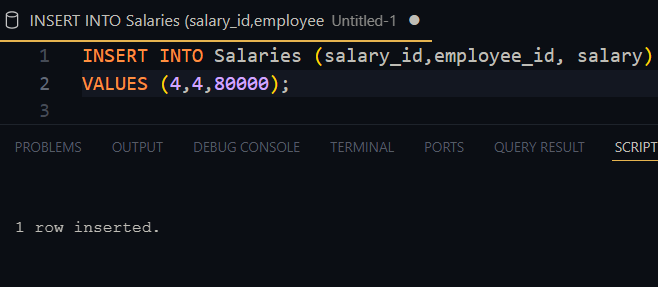 INSERT INTO Salaries (salary_id,employee Untitled-1
1 INSERT INTO Salaries (salary_id,employee_id, salary)
2 VALUES (4,4,80000);
3
PROBLEMS OUTPUT DEBUG CONSOLE TERMINAL PORTS QUERY RESULT SCRIPT
1 row inserted.